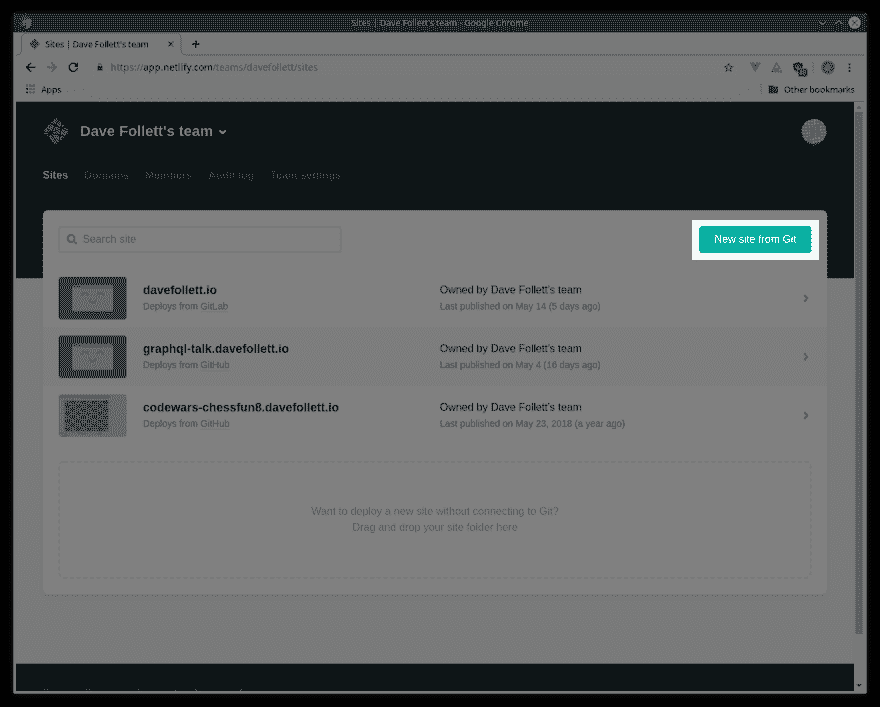 Sites | Dave Follett's team - Google Chrome
Sites | Dave Follett's team
https://app.netlify.com/teams/davefollett/sites
Apps
Other bookmarks
Dave Follett's team
Sites Domains Members Audit log Team settings
Search site
New site from Git
davefollett.io
Owned by Dave Follett's team
Deploys from GitLab
Last published on May 14 (5 days ago)
graphql-talk.davefollett.io
Owned by Dave Follett's team
Deploys from GitHub
Last published on May 4 (16 days ago)
codewars-chessfun8.davefollett.io
Owned by Dave Follett's team
Deploys from GitHub
Last published on May 23, 2018 (a year ago)
Want to deploy a new site without connecting to Git?
Drag and drop your site folder here